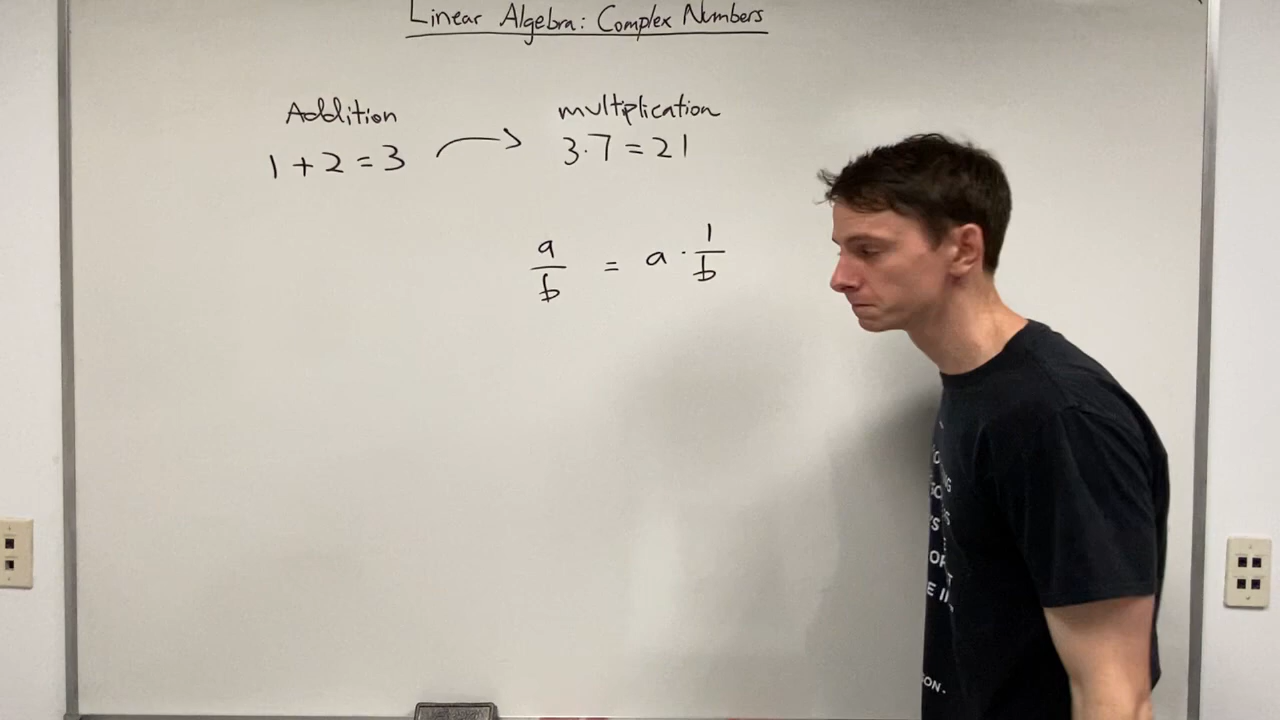 Linear Algebra: Complex Numbers
Addition
1 + 2 = 3
multiplication
3·7 = 21
a/b = a · 1/b